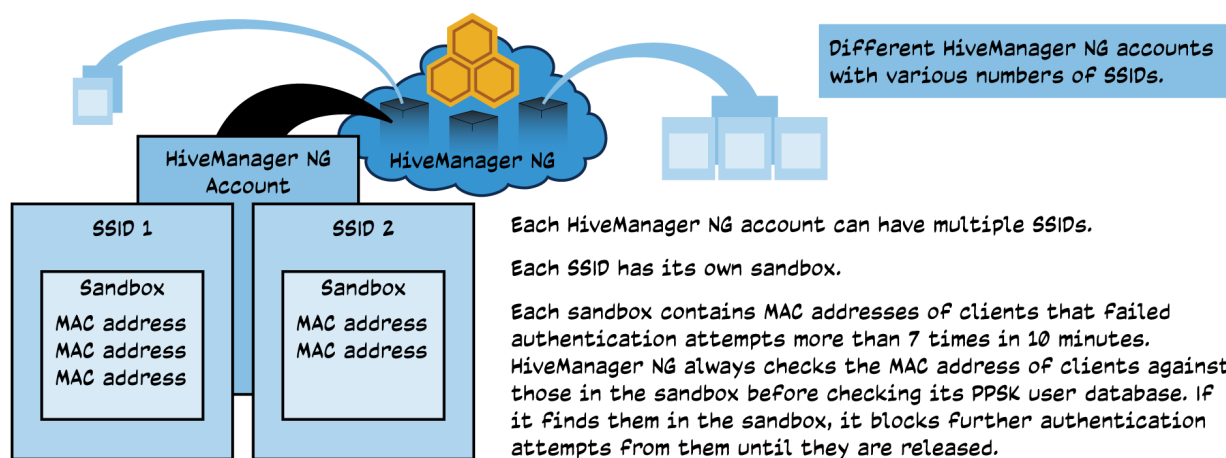 Different HiveManager NG accounts
with various numbers of SSIDs.
HiveManager NG
HiveManager NG
Account
SSID 1
SSID 2
Sandbox
MAC address
MAC address
MAC address
Sandbox
MAC address
MAC address
Each HiveManager NG account can have multiple SSIDs.
Each SSID has its own sandbox.
Each sandbox contains MAC addresses of clients that failed
authentication attempts more than 7 times in 10 minutes.
HiveManager NG always checks the MAC address of clients against
those in the sandbox before checking its PPSK user database. If
it finds them in the sandbox, it blocks further authentication
attempts from them until they are released.